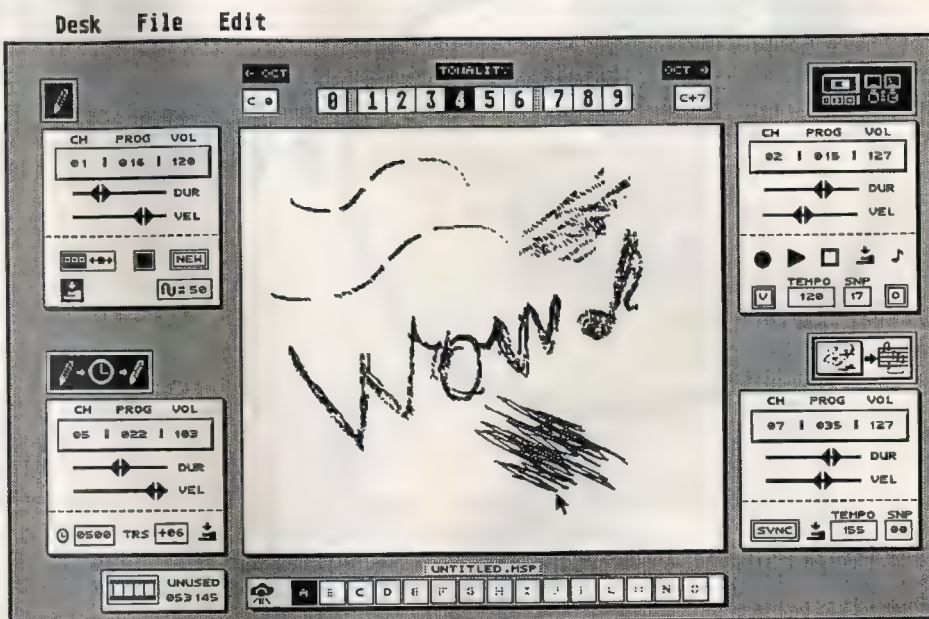 Desk File Edit
← OCT TONALITY OCT →
C 0 0 1 2 3 4 5 6 7 8 9 C+7
CH PROG VOL
01 016 120
DUR
VEL
NEW
= 50
CH PROG VOL
02 015 127
DUR
VEL
TEMPO SNP
V 120 17 O
WOW
CH PROG VOL
05 022 103
DUR
VEL
0500 TRS +06
CH PROG VOL
07 035 127
DUR
VEL
TEMPO SNP
SYNC 155 00
UNUSED
053145
UNTITLED.MSP
A B C D E F G H I J K L M N O